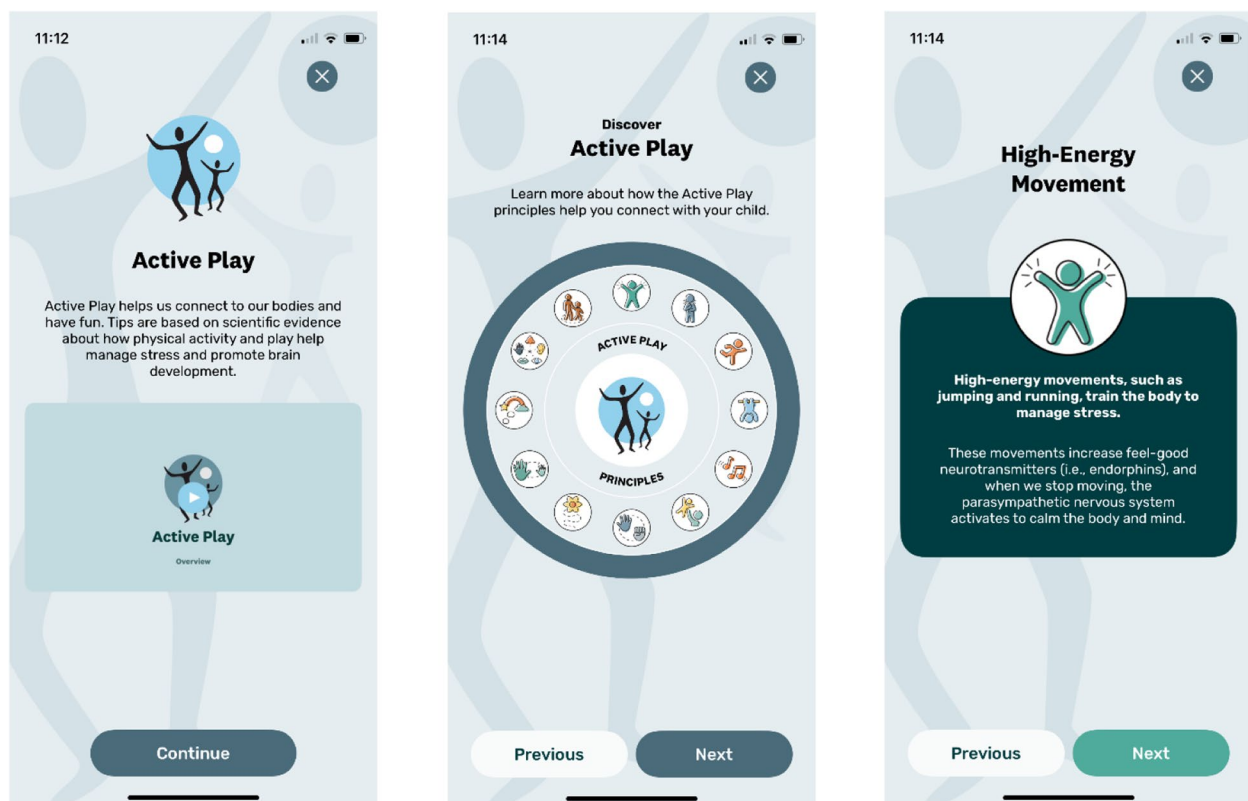 11:12
Active Play
Active Play helps us connect to our bodies and
have fun. Tips are based on scientific evidence
about how physical activity and play help
manage stress and promote brain
development.
Active Play
Overview
Continue
11:14
Discover
Active Play
Learn more about how the Active Play
principles help you connect with your child.
ACTIVE PLAY
PRINCIPLES
Previous
Next
11:14
High-Energy
Movement
High-energy movements, such as
jumping and running, train the body to
manage stress.
These movements increase feel-good
neurotransmitters (i.e., endorphins), and
when we stop moving, the
parasympathetic nervous system
activates to calm the body and mind.
Previous
Next